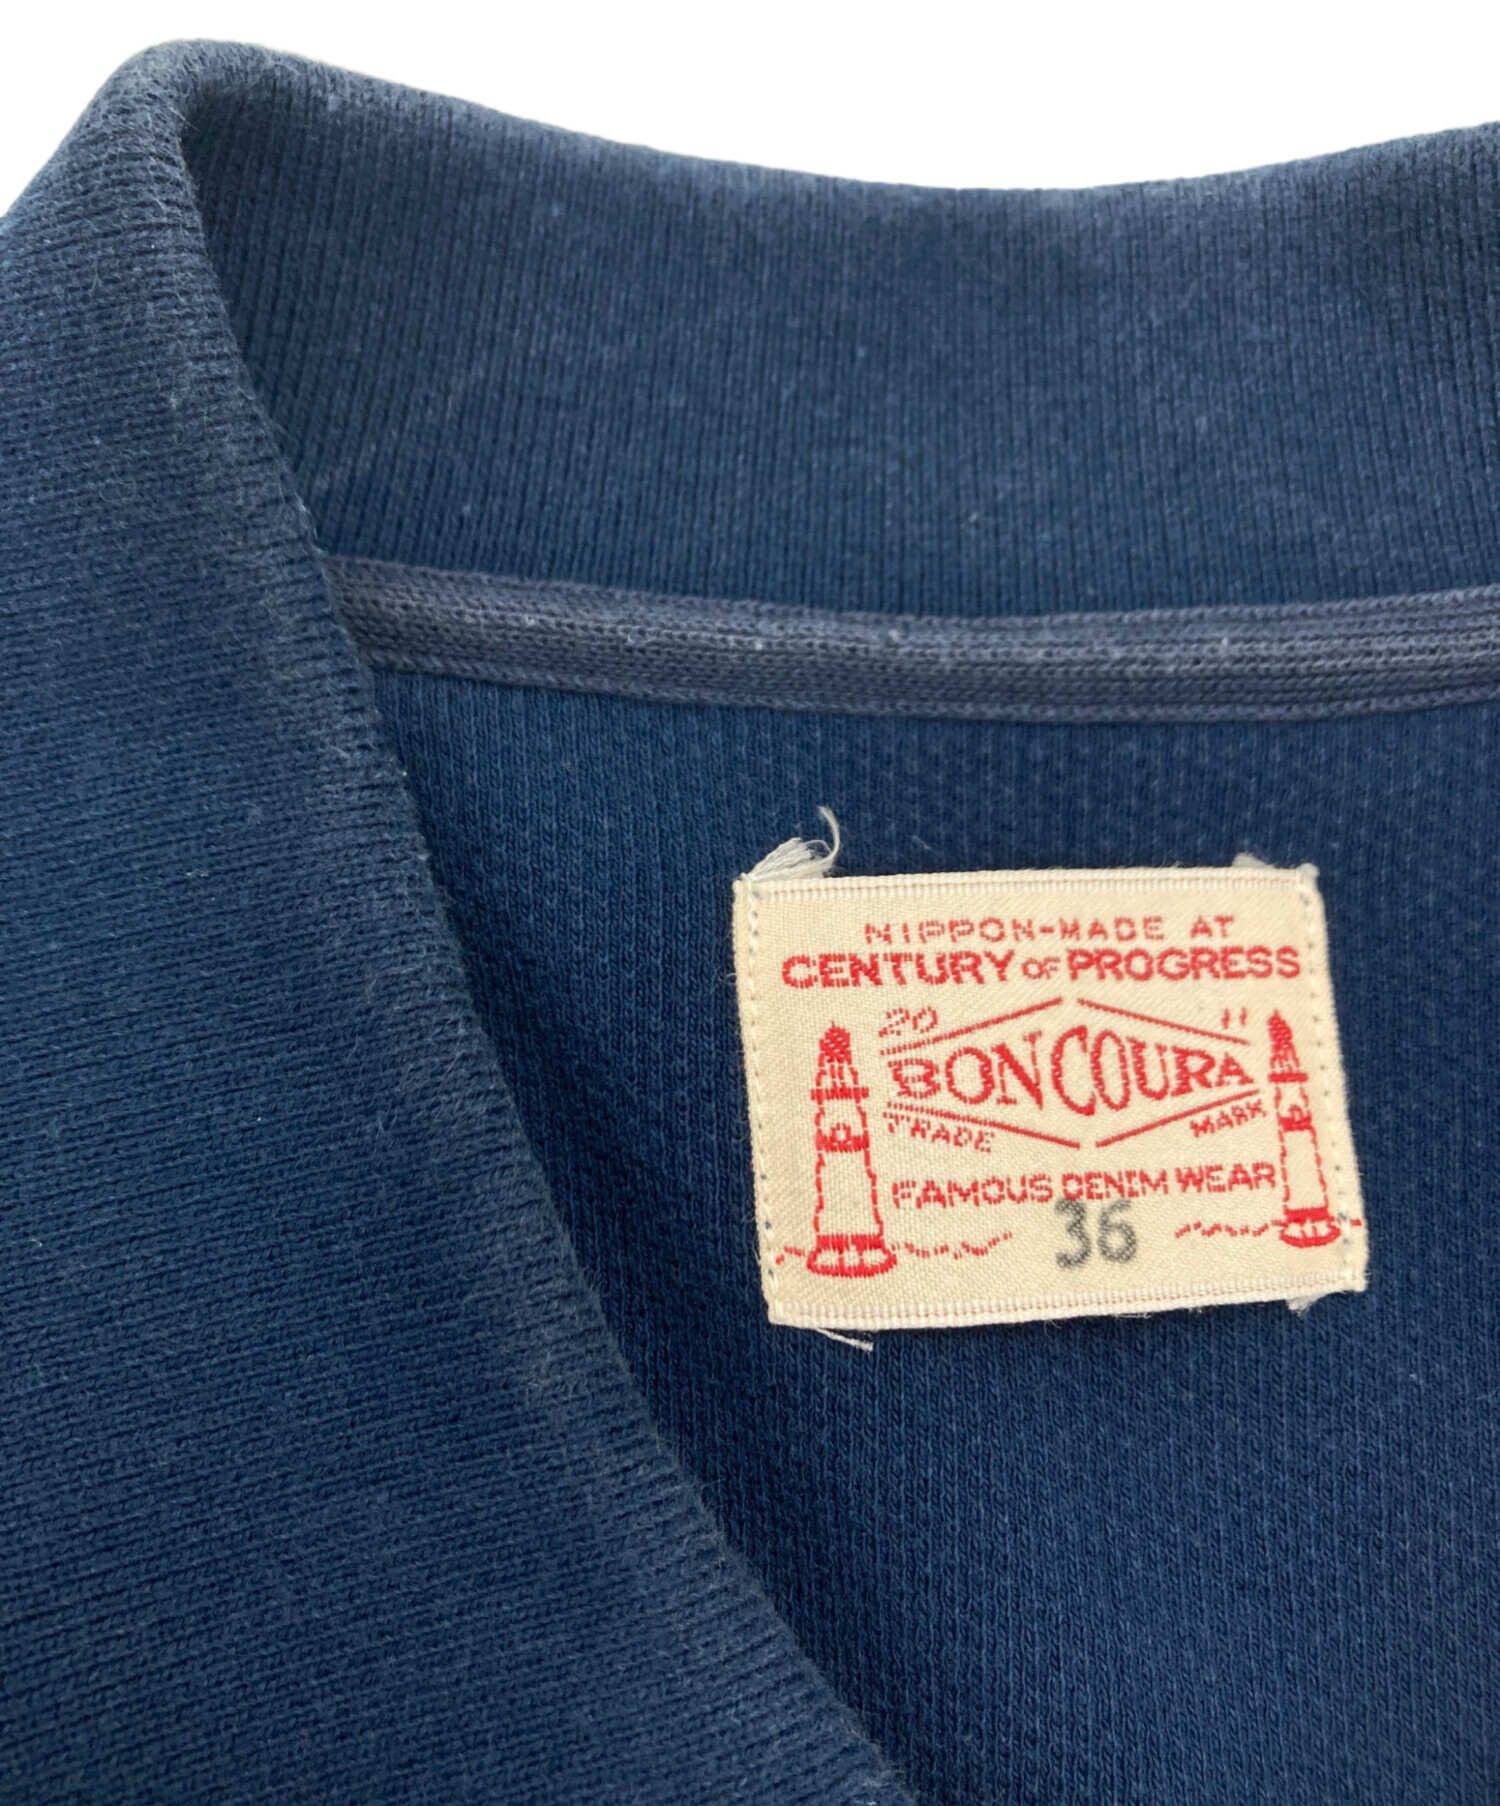 NIPPON-MADE AT
CENTURY OF PROGRESS
20 11
BONCOURA
TRADE MARK
FAMOUS DENIM WEAR
36